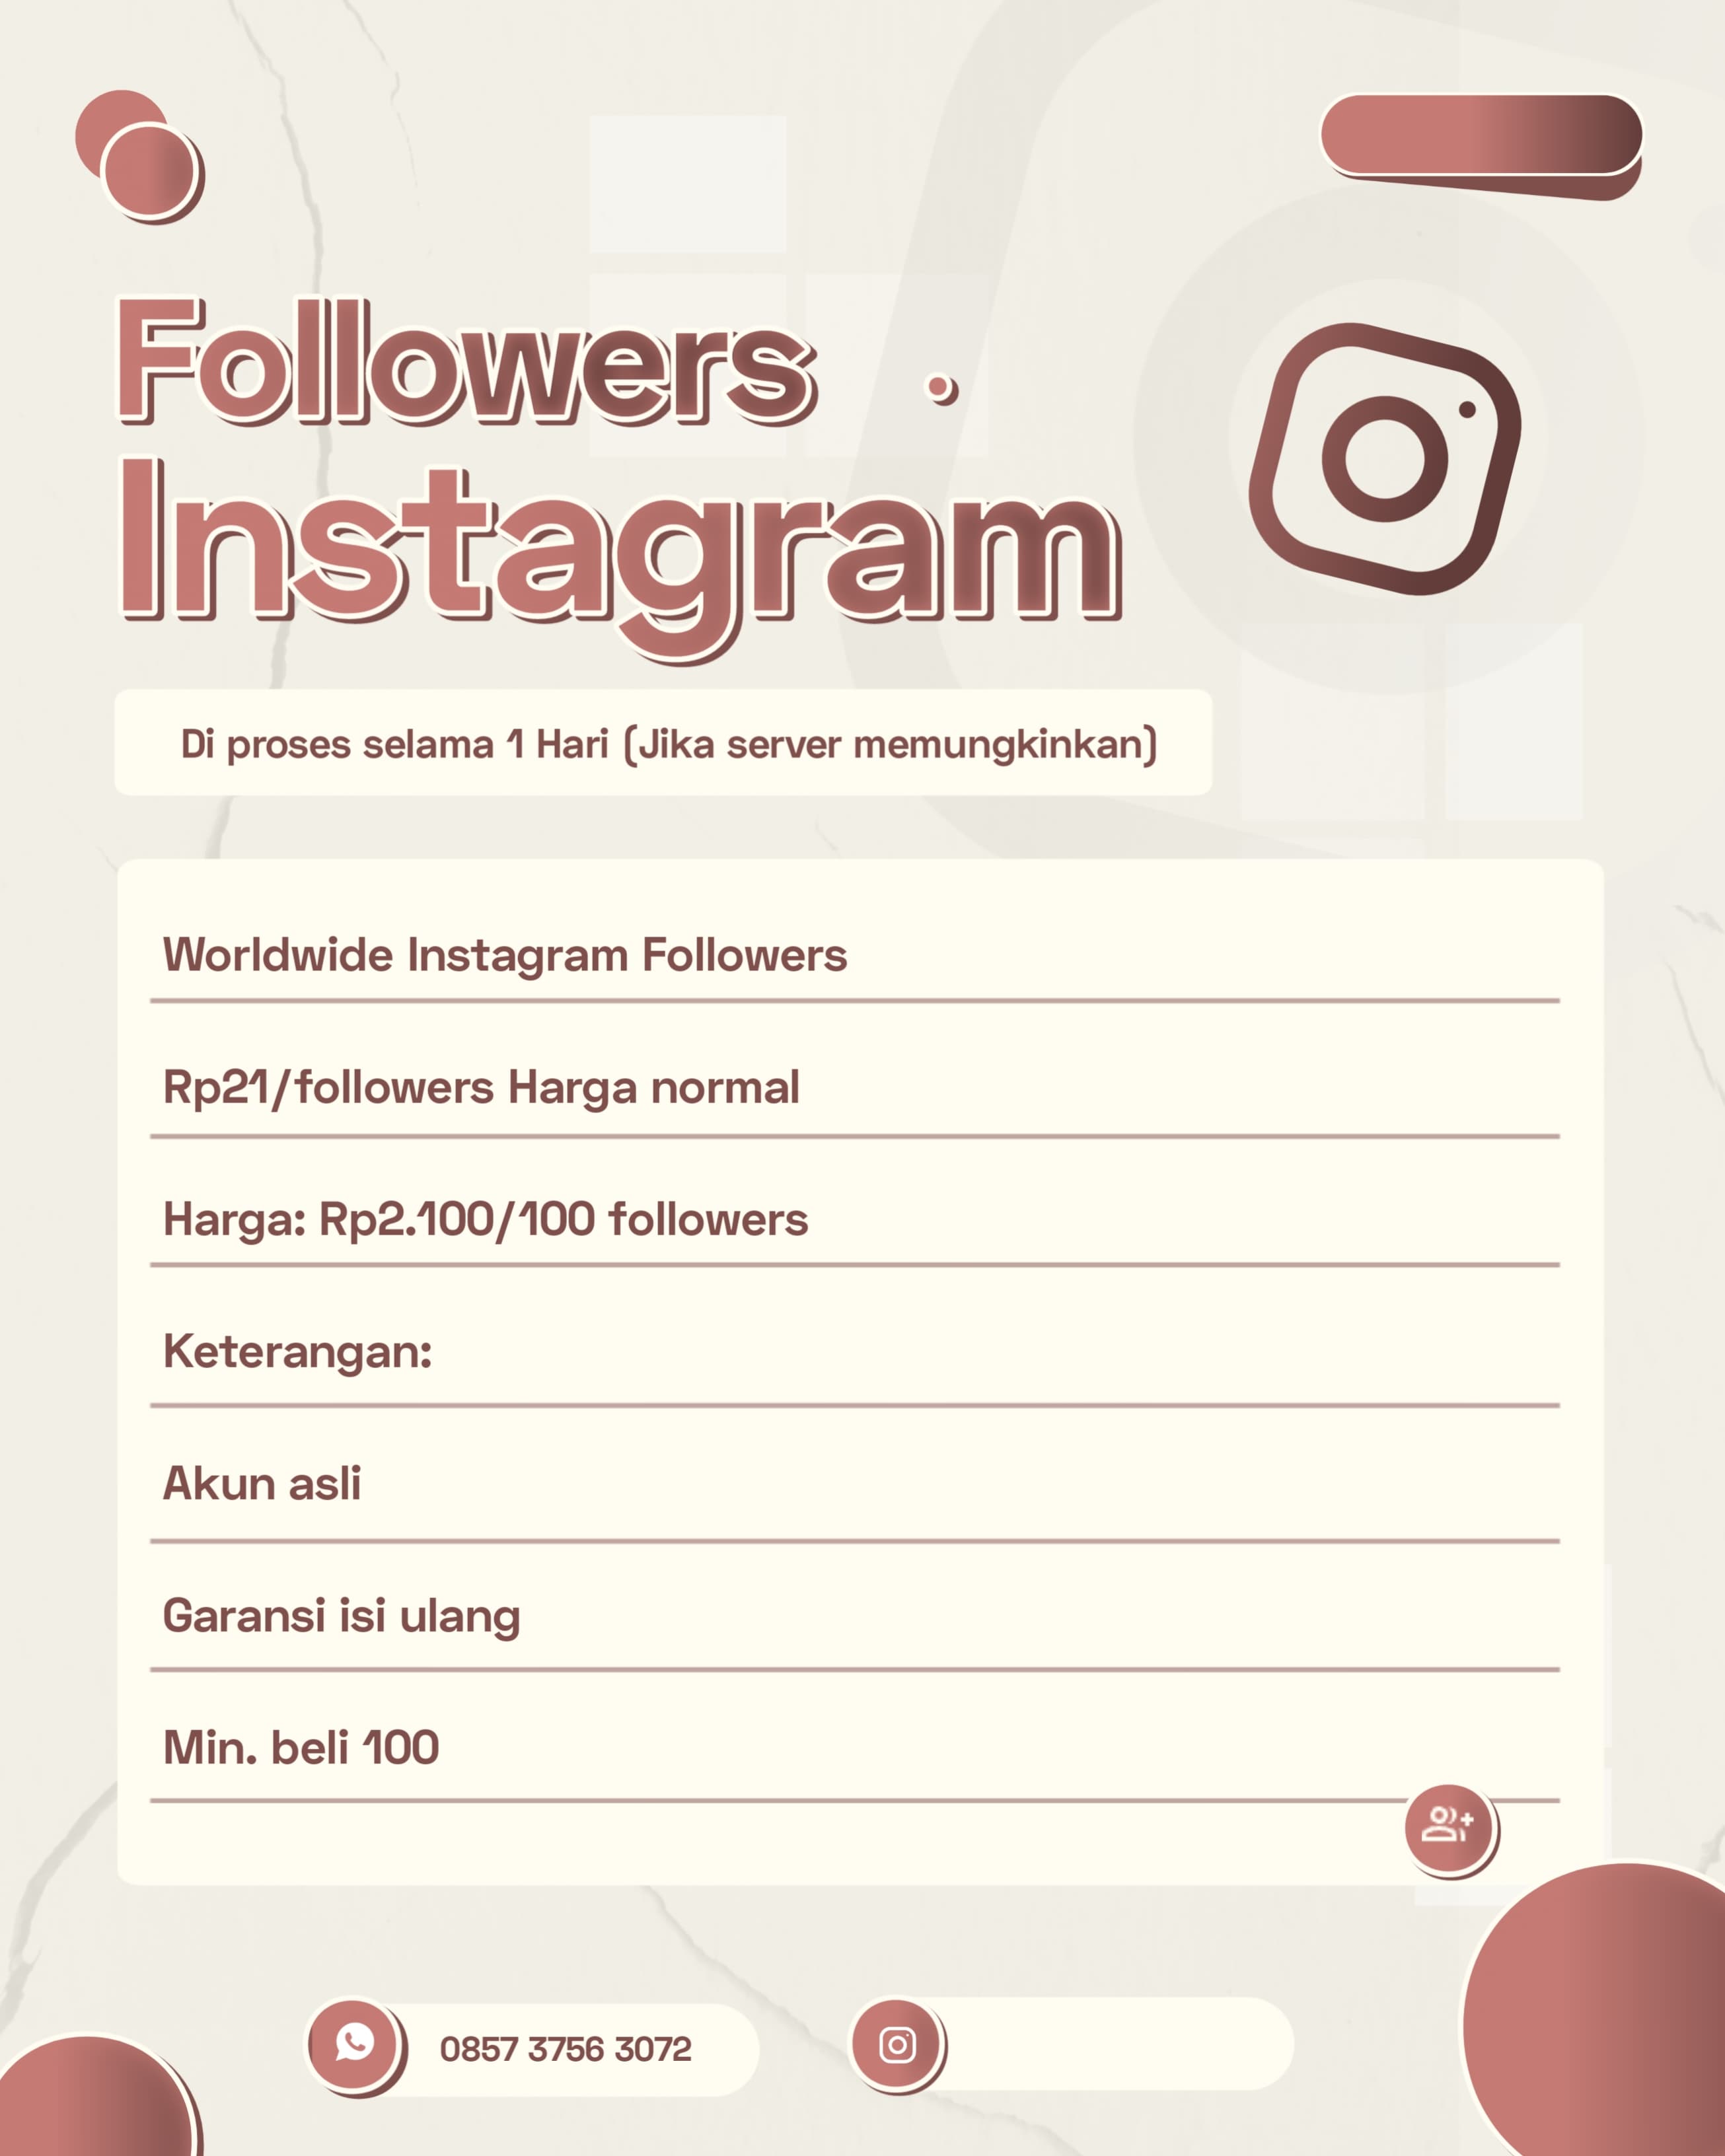 Followers
Instagram
Di proses selama 1 Hari (Jika server memungkinkan)
Worldwide Instagram Followers
Rp21/followers Harga normal
Harga: Rp2.100/100 followers
Keterangan:
Akun asli
Garansi isi ulang
Min. beli 100
0857 3756 3072